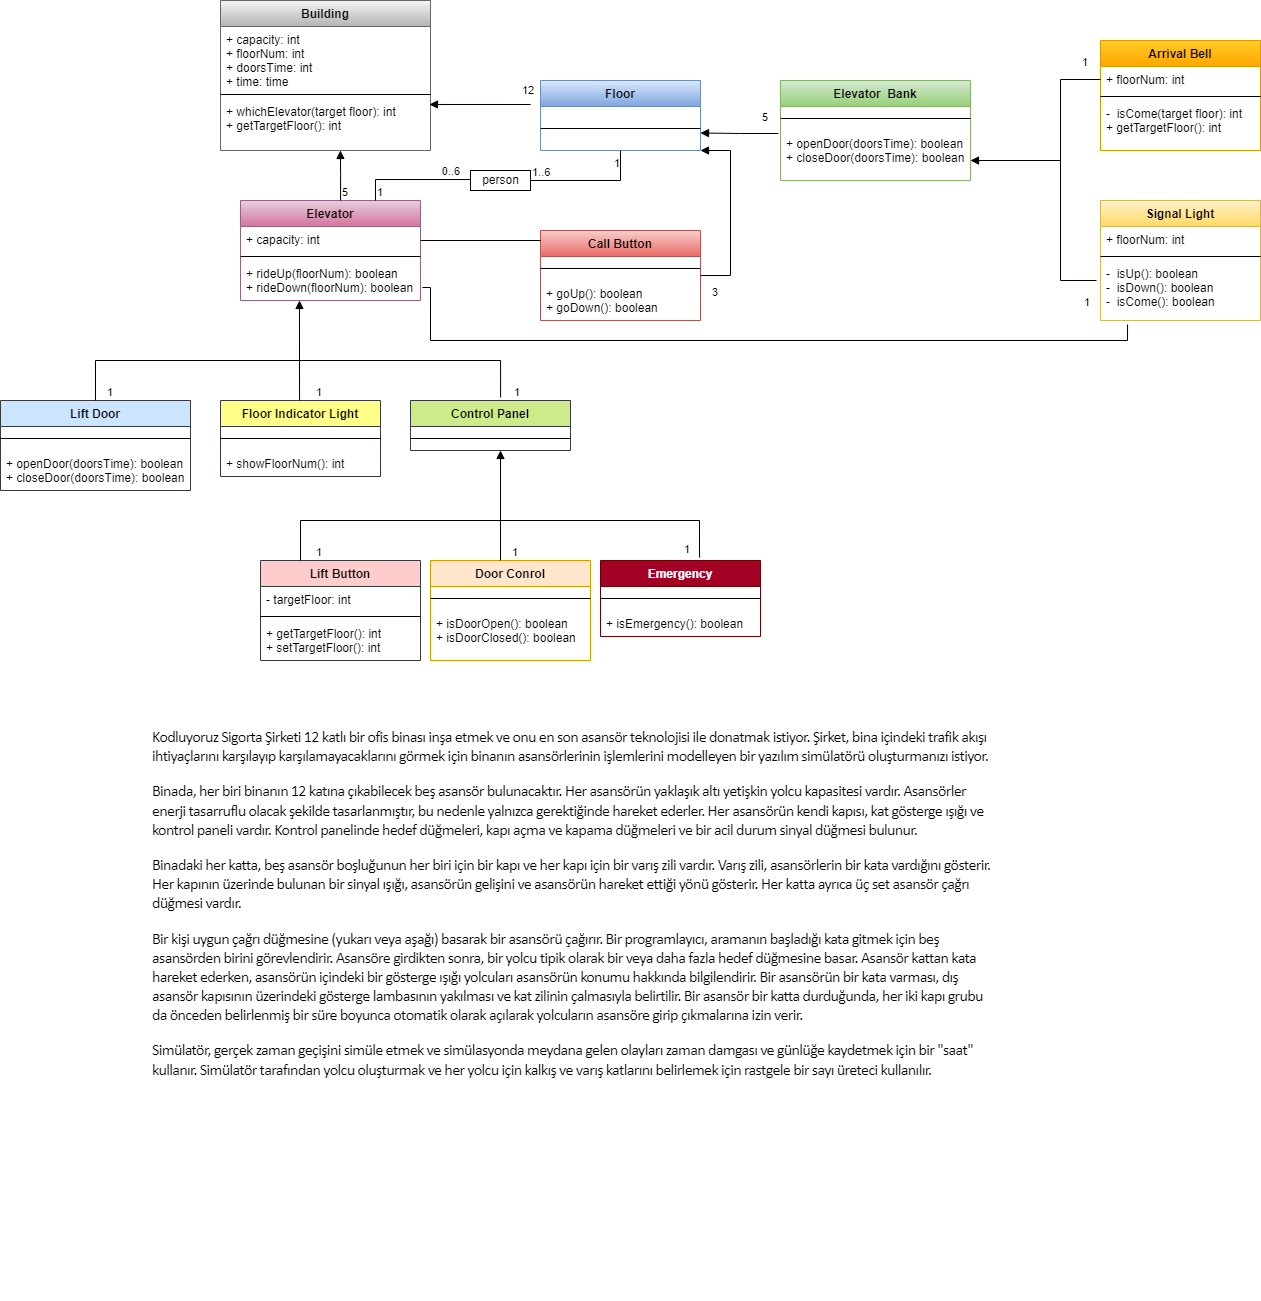 Building
+ capacity: int
+ floorNum: int
+ doorsTime: int
+ time: time
+ whichElevator(target floor): int
+ getTargetFloor(): int
12
Floor
5
Elevator  Bank
+ openDoor(doorsTime): boolean
+ closeDoor(doorsTime): boolean
1
Arrival Bell
+ floorNum: int
-  isCome(target floor): int
+ getTargetFloor(): int
0..6
person
1..6
1
5
1
Elevator
+ capacity: int
+ rideUp(floorNum): boolean
+ rideDown(floorNum): boolean
Call Button
+ goUp(): boolean
+ goDown(): boolean
3
Signal Light
+ floorNum: int
-  isUp(): boolean
-  isDown(): boolean
-  isCome(): boolean
1
1
1
1
Lift Door
+ openDoor(doorsTime): boolean
+ closeDoor(doorsTime): boolean
Floor Indicator Light
+ showFloorNum(): int
Control Panel
1
1
1
Lift Button
- targetFloor: int
+ getTargetFloor(): int
+ setTargetFloor(): int
Door Conrol
+ isDoorOpen(): boolean
+ isDoorClosed(): boolean
Emergency
+ isEmergency(): boolean
Kodluyoruz Sigorta Şirketi 12 katlı bir ofis binası inşa etmek ve onu en son asansör teknolojisi ile donatmak istiyor. Şirket, bina içindeki trafik akışı
ihtiyaçlarını karşılayıp karşılamayacaklarını görmek için binanın asansörlerinin işlemlerini modelleyen bir yazılım simülatörü oluşturmanızı istiyor.
Binada, her biri binanın 12 katına çıkabilecek beş asansör bulunacaktır. Her asansörün yaklaşık altı yetişkin yolcu kapasitesi vardır. Asansörler
enerji tasarruflu olacak şekilde tasarlanmıştır, bu nedenle yalnızca gerektiğinde hareket ederler. Her asansörün kendi kapısı, kat gösterge ışığı ve
kontrol paneli vardır. Kontrol panelinde hedef düğmeleri, kapı açma ve kapama düğmeleri ve bir acil durum sinyal düğmesi bulunur.
Binadaki her katta, beş asansör boşluğunun her biri için bir kapı ve her kapı için bir varış zili vardır. Varış zili, asansörlerin bir kata vardığını gösterir.
Her kapının üzerinde bulunan bir sinyal ışığı, asansörün gelişini ve asansörün hareket ettiği yönü gösterir. Her katta ayrıca üç set asansör çağrı
düğmesi vardır.
Bir kişi uygun çağrı düğmesine (yukarı veya aşağı) basarak bir asansörü çağırır. Bir programlayıcı, aramanın başladığı kata gitmek için beş
asansörden birini görevlendirir. Asansöre girdikten sonra, bir yolcu tipik olarak bir veya daha fazla hedef düğmesine basar. Asansör kattan kata
hareket ederken, asansörün içindeki bir gösterge ışığı yolcuları asansörün konumu hakkında bilgilendirir. Bir asansörün bir kata varması, dış
asansör kapısının üzerindeki gösterge lambasının yakılması ve kat zilinin çalmasıyla belirtilir. Bir asansör bir katta durduğunda, her iki kapı grubu
da önceden belirlenmiş bir süre boyunca otomatik olarak açılarak yolcuların asansöre girip çıkmalarına izin verir.
Simülatör, gerçek zaman geçişini simüle etmek ve simülasyonda meydana gelen olayları zaman damgası ve günlüğe kaydetmek için bir "saat"
kullanır. Simülatör tarafından yolcu oluşturmak ve her yolcu için kalkış ve varış katlarını belirlemek için rastgele bir sayı üreteci kullanılır.